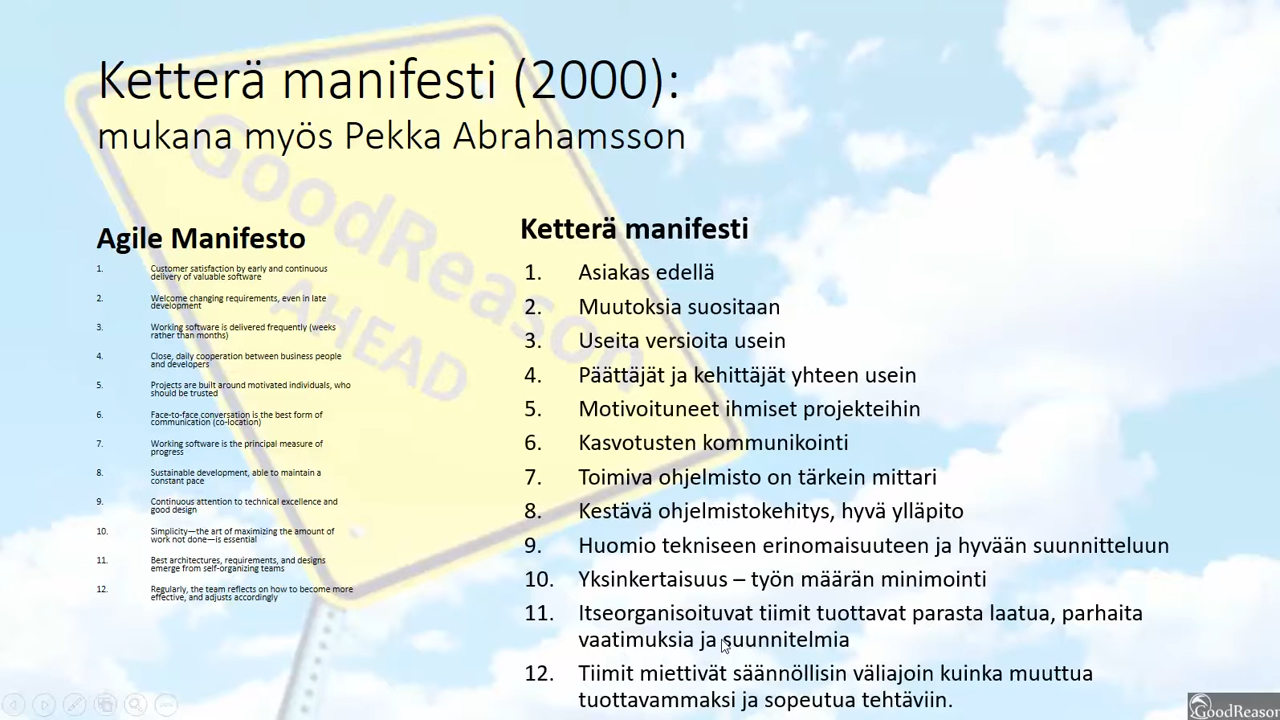 Ketterä manifesti (2000):
mukana myös Pekka Abrahamsson
GoodReason
AHEAD
Agile Manifesto
1. Customer satisfaction by early and continuous
delivery of valuable software
2. Welcome changing requirements, even in late
development
3. Working software is delivered frequently (weeks
rather than months)
4. Close, daily cooperation between business people
and developers
5. Projects are built around motivated individuals, who
should be trusted
6. Face-to-face conversation is the best form of
communication (co-location)
7. Working software is the principal measure of
progress
8. Sustainable development, able to maintain a
constant pace
9. Continuous attention to technical excellence and
good design
10. Simplicity—the art of maximizing the amount of
work not done—is essential
11. Best architectures, requirements, and designs
emerge from self-organizing teams
12. Regularly, the team reflects on how to become more
effective, and adjusts accordingly
Ketterä manifesti
1. Asiakas edellä
2. Muutoksia suositaan
3. Useita versioita usein
4. Päättäjät ja kehittäjät yhteen usein
5. Motivoituneet ihmiset projekteihin
6. Kasvotusten kommunikointi
7. Toimiva ohjelmisto on tärkein mittari
8. Kestävä ohjelmistokehitys, hyvä ylläpito
9. Huomio tekniseen erinomaisuuteen ja hyvään suunnitteluun
10. Yksinkertaisuus – työn määrän minimointi
11. Itseorganisoituvat tiimit tuottavat parasta laatua, parhaita
vaatimuksia ja suunnitelmia
12. Tiimit miettivät säännöllisin väliajoin kuinka muuttua
tuottavammaksi ja sopeutua tehtäviin.
GoodReason